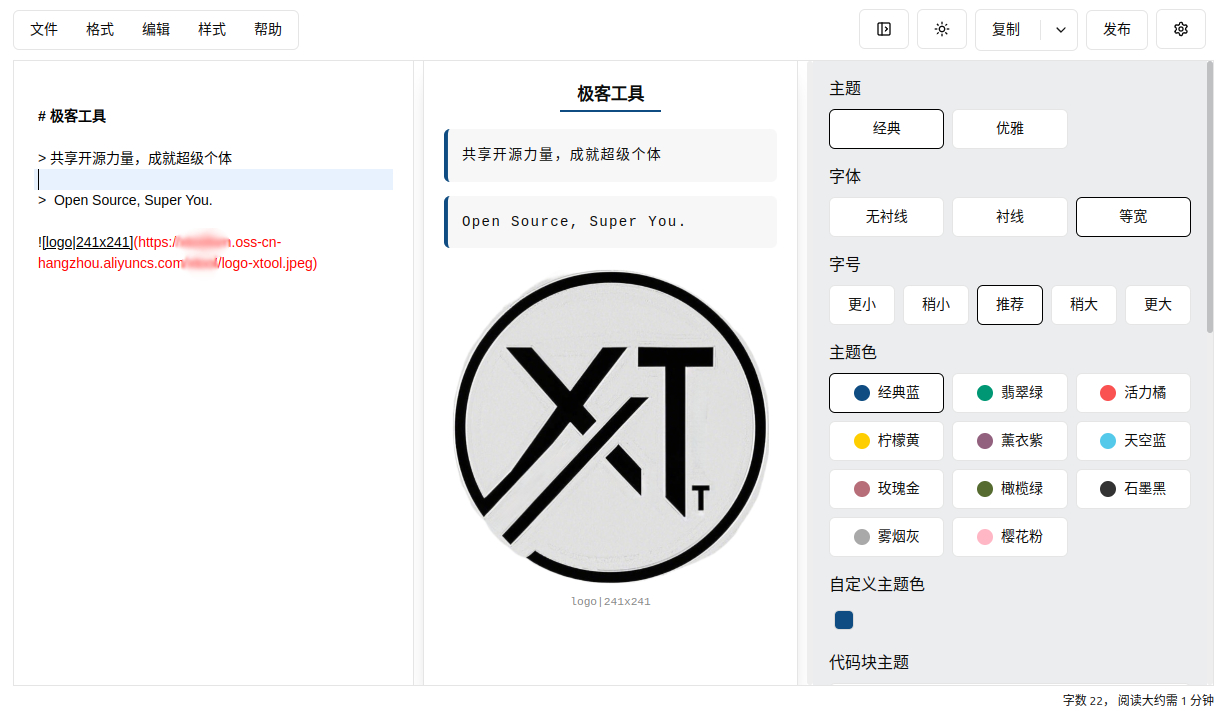 文件 格式 编辑 样式 帮助 复制 发布
# 极客工具
> 共享开源力量，成就超级个体
> Open Source, Super You.
![logo|241x241](https:/ .oss-cn-
hangzhou.aliyuncs.com /logo-xtool.jpeg)
极客工具
共享开源力量，成就超级个体
Open Source, Super You.
XT
T
logo|241x241
主题
经典 优雅
字体
无衬线 衬线 等宽
字号
更小 稍小 推荐 稍大 更大
主题色
经典蓝 翡翠绿 活力橘
柠檬黄 薰衣紫 天空蓝
玫瑰金 橄榄绿 石墨黑
雾烟灰 樱花粉
自定义主题色
代码块主题
字数 22， 阅读大约需 1 分钟